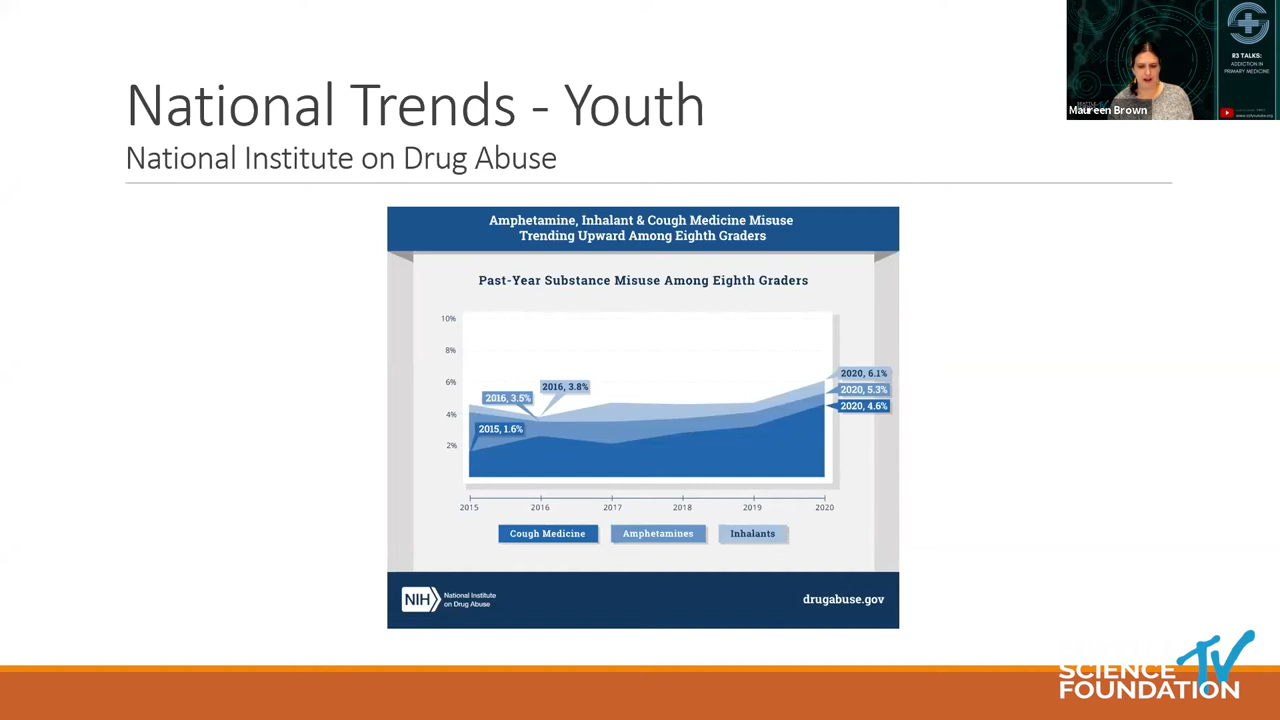 National Trends - Youth
National Institute on Drug Abuse
R3 TALKS:
ADDICTION IN
PRIMARY MEDICINE
Maureen Brown
Amphetamine, Inhalant & Cough Medicine Misuse
Trending Upward Among Eighth Graders
Past-Year Substance Misuse Among Eighth Graders
10%
8%
6%
4%
2%
2016, 3.5%
2016, 3.8%
2015, 1.6%
2020, 6.1%
2020, 5.3%
2020, 4.6%
2015 2016 2017 2018 2019 2020
Cough Medicine Amphetamines Inhalants
NIH National Institute
on Drug Abuse
drugabuse.gov
SCIENCE TV
FOUNDATION